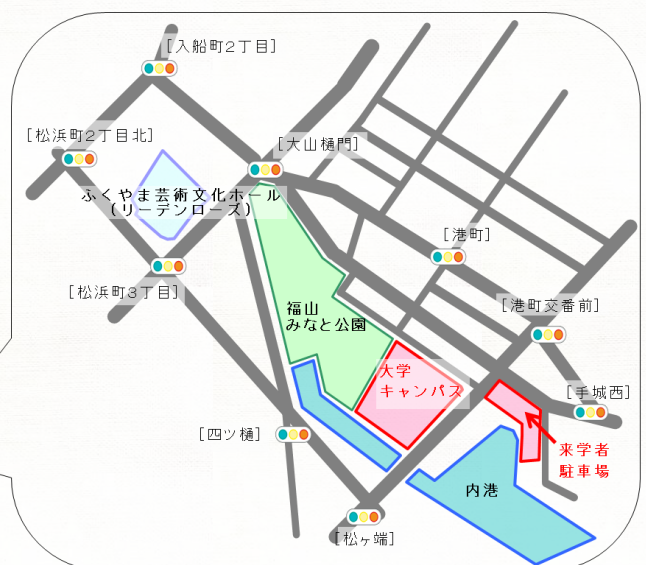 [入船町2丁目]
[松浜町2丁目北]
[大山樋門]
ふくやま芸術文化ホール
(リーデンローズ)
[港町]
[松浜町3丁目]
[港町交番前]
福山
みなと公園
大学
キャンパス
[手城西]
[四ツ樋]
来学者
駐車場
内港
[松ヶ端]